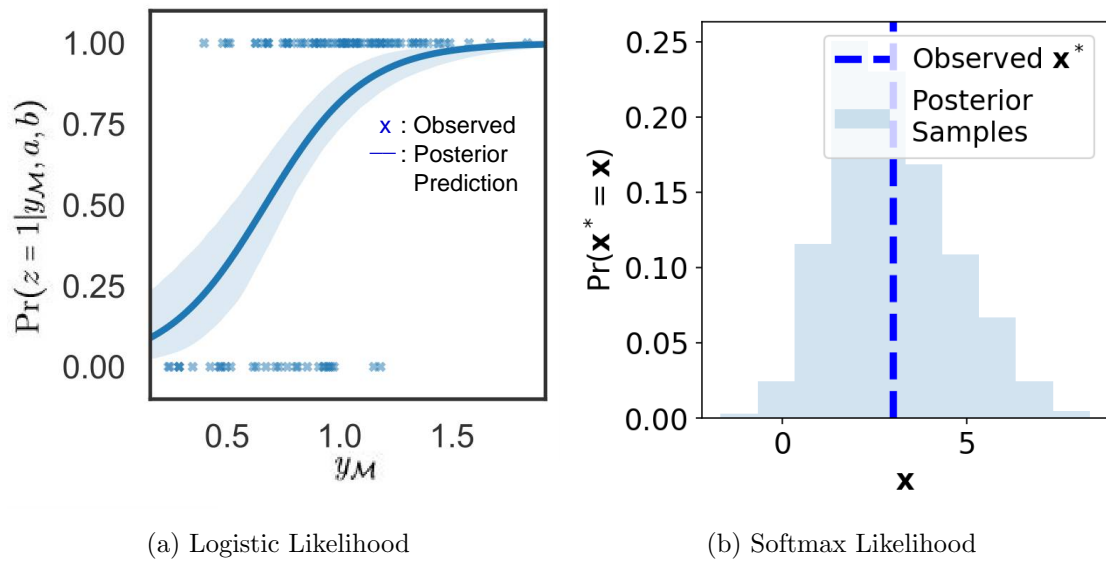 1.00
0.75
0.50
0.25
0.00
Pr(z = 1|y_M, a, b)
x : Observed
— : Posterior
Prediction
0.5 1.0 1.5
y_M
(a) Logistic Likelihood
0.25
0.20
0.15
0.10
0.05
0.00
Pr(x* = x)
Observed x*
Posterior
Samples
0 5
x
(b) Softmax Likelihood